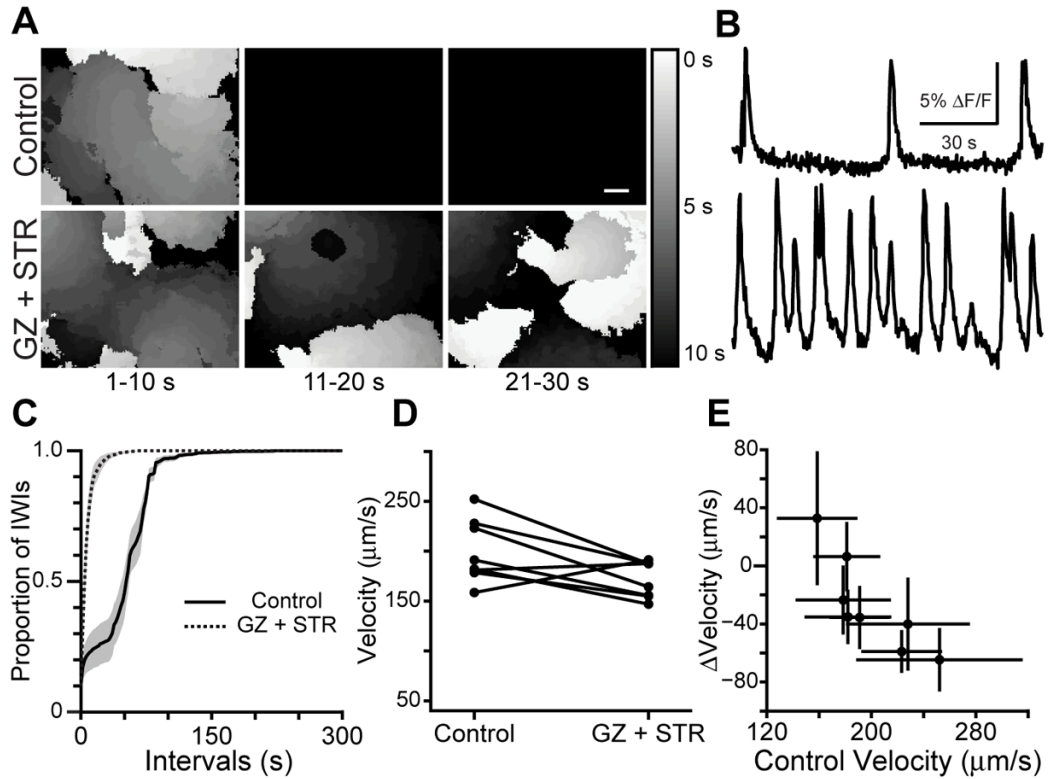 A
Control
GZ + STR
1-10 s
11-20 s
21-30 s
0 s
5 s
10 s
B
5% ΔF/F
30 s
C
Proportion of IWIs
1.0
0.5
0
0
150
300
Intervals (s)
Control
GZ + STR
D
Velocity (μm/s)
250
150
50
Control
GZ + STR
E
ΔVelocity (μm/s)
80
40
0
−40
−80
120
200
280
Control Velocity (μm/s)